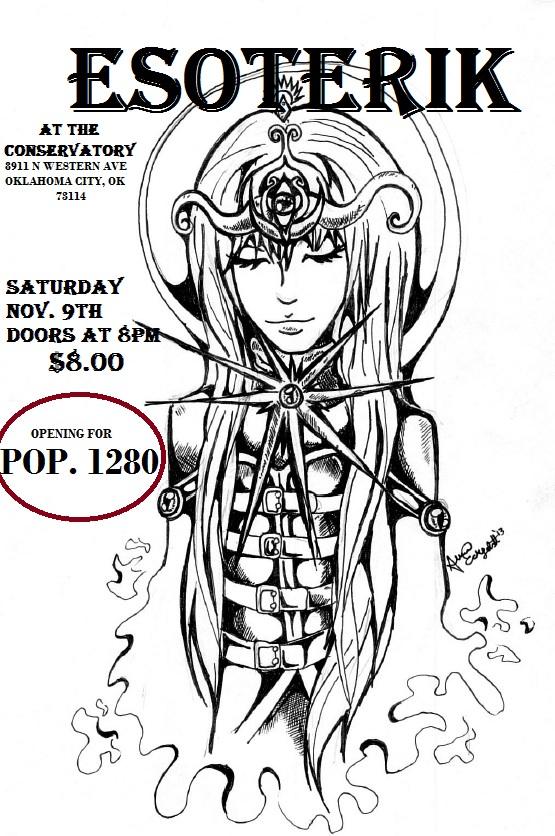 ESOTERIK
AT THE
CONSERVATORY
8911 N WESTERN AVE
OKLAHOMA CITY, OK
73114
SATURDAY
NOV. 9TH
DOORS AT 8PM
$8.00
OPENING FOR
POP. 1280